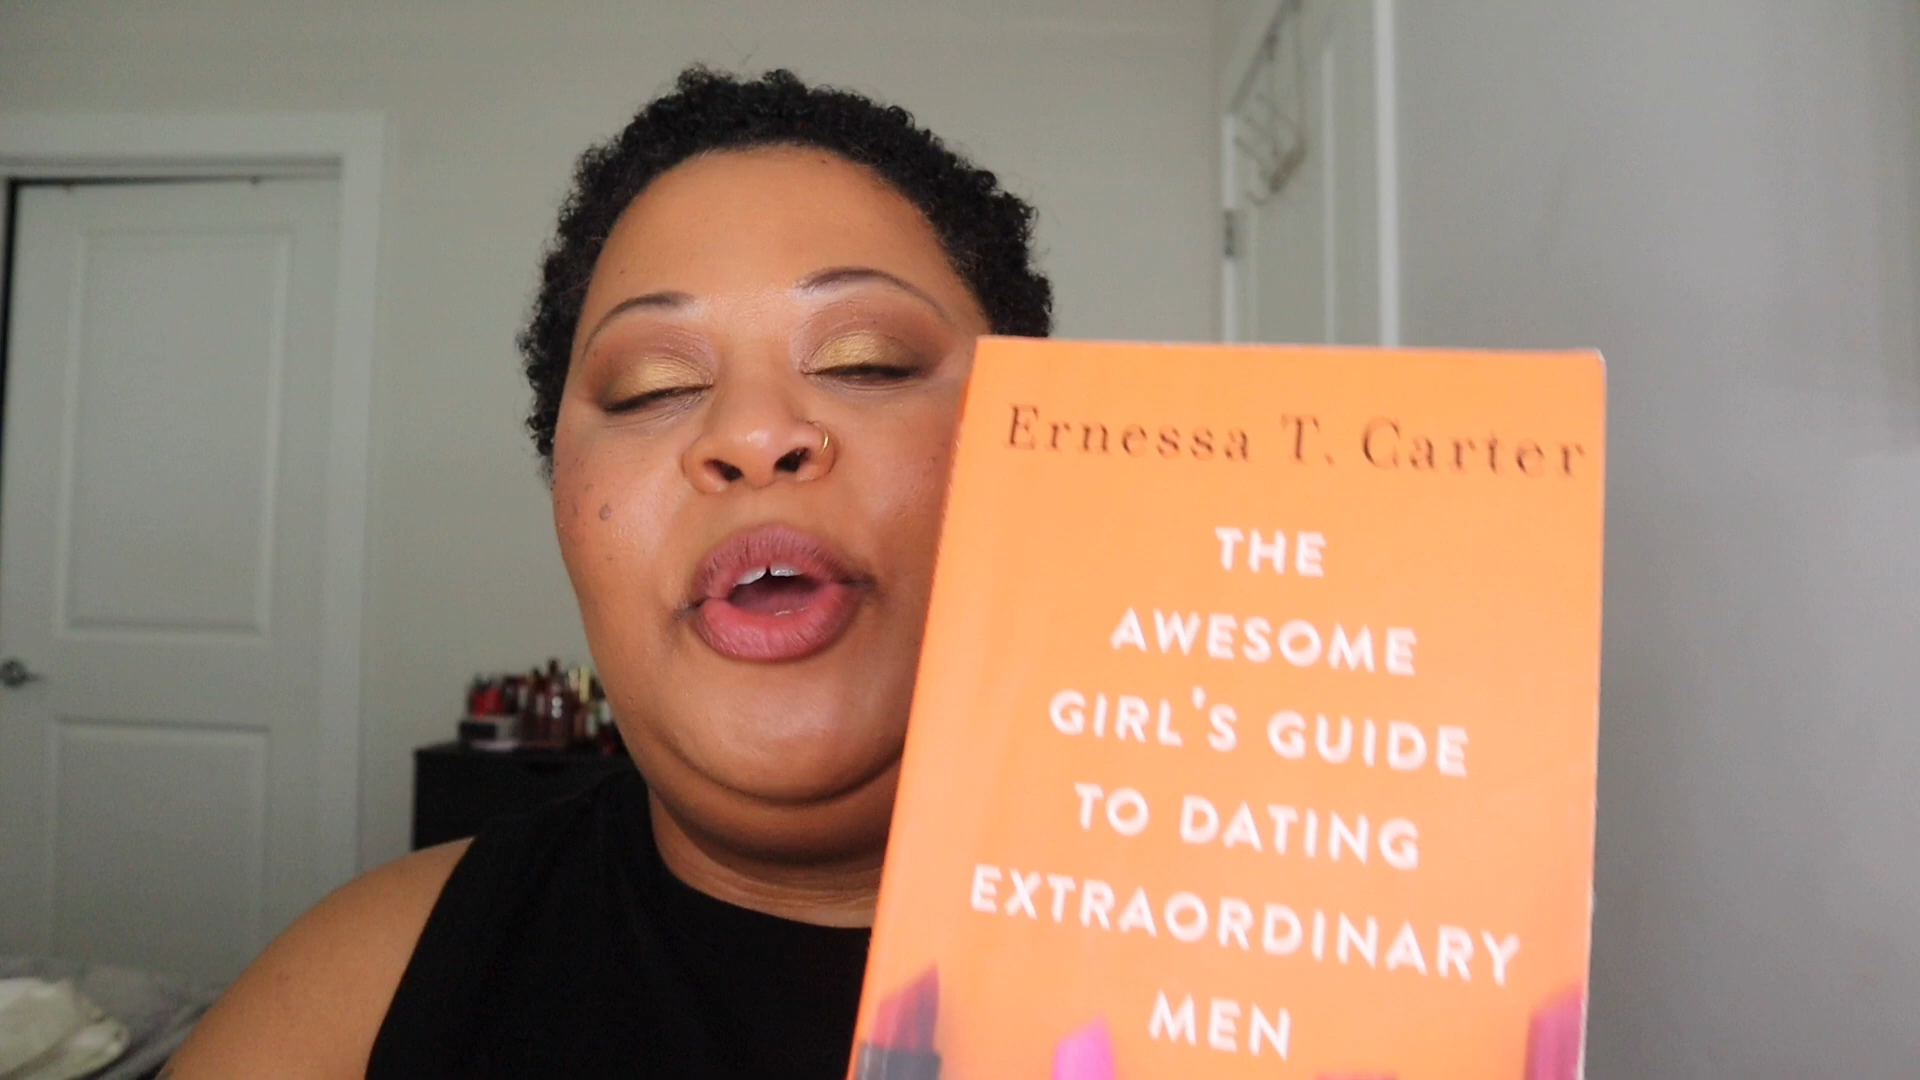 Ernessa T. Carter
THE
AWESOME
GIRL'S GUIDE
TO DATING
EXTRAORDINARY
MEN